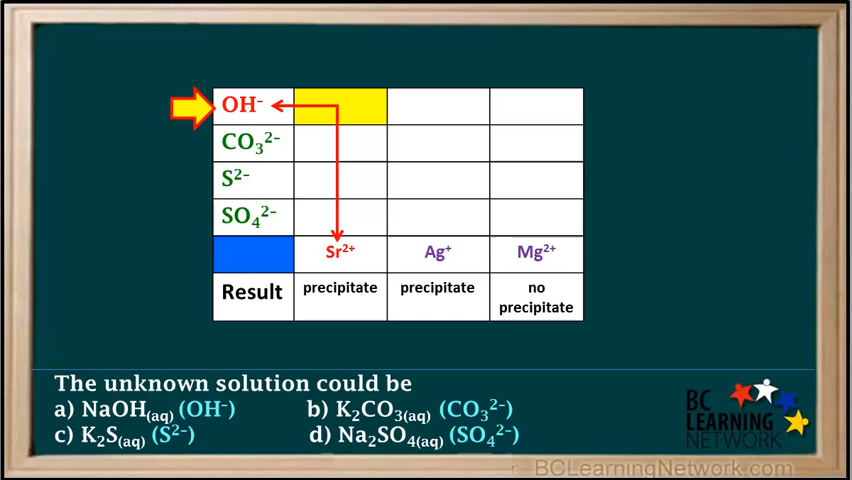 OH⁻
CO₃²⁻
S²⁻
SO₄²⁻
Sr²⁺ Ag⁺ Mg²⁺
Result precipitate precipitate no precipitate
The unknown solution could be
a) NaOH(aq) (OH⁻) b) K₂CO₃(aq) (CO₃²⁻)
c) K₂S(aq) (S²⁻) d) Na₂SO₄(aq) (SO₄²⁻)
BC
LEARNING
NETWORK
BCLearningNetwork.com